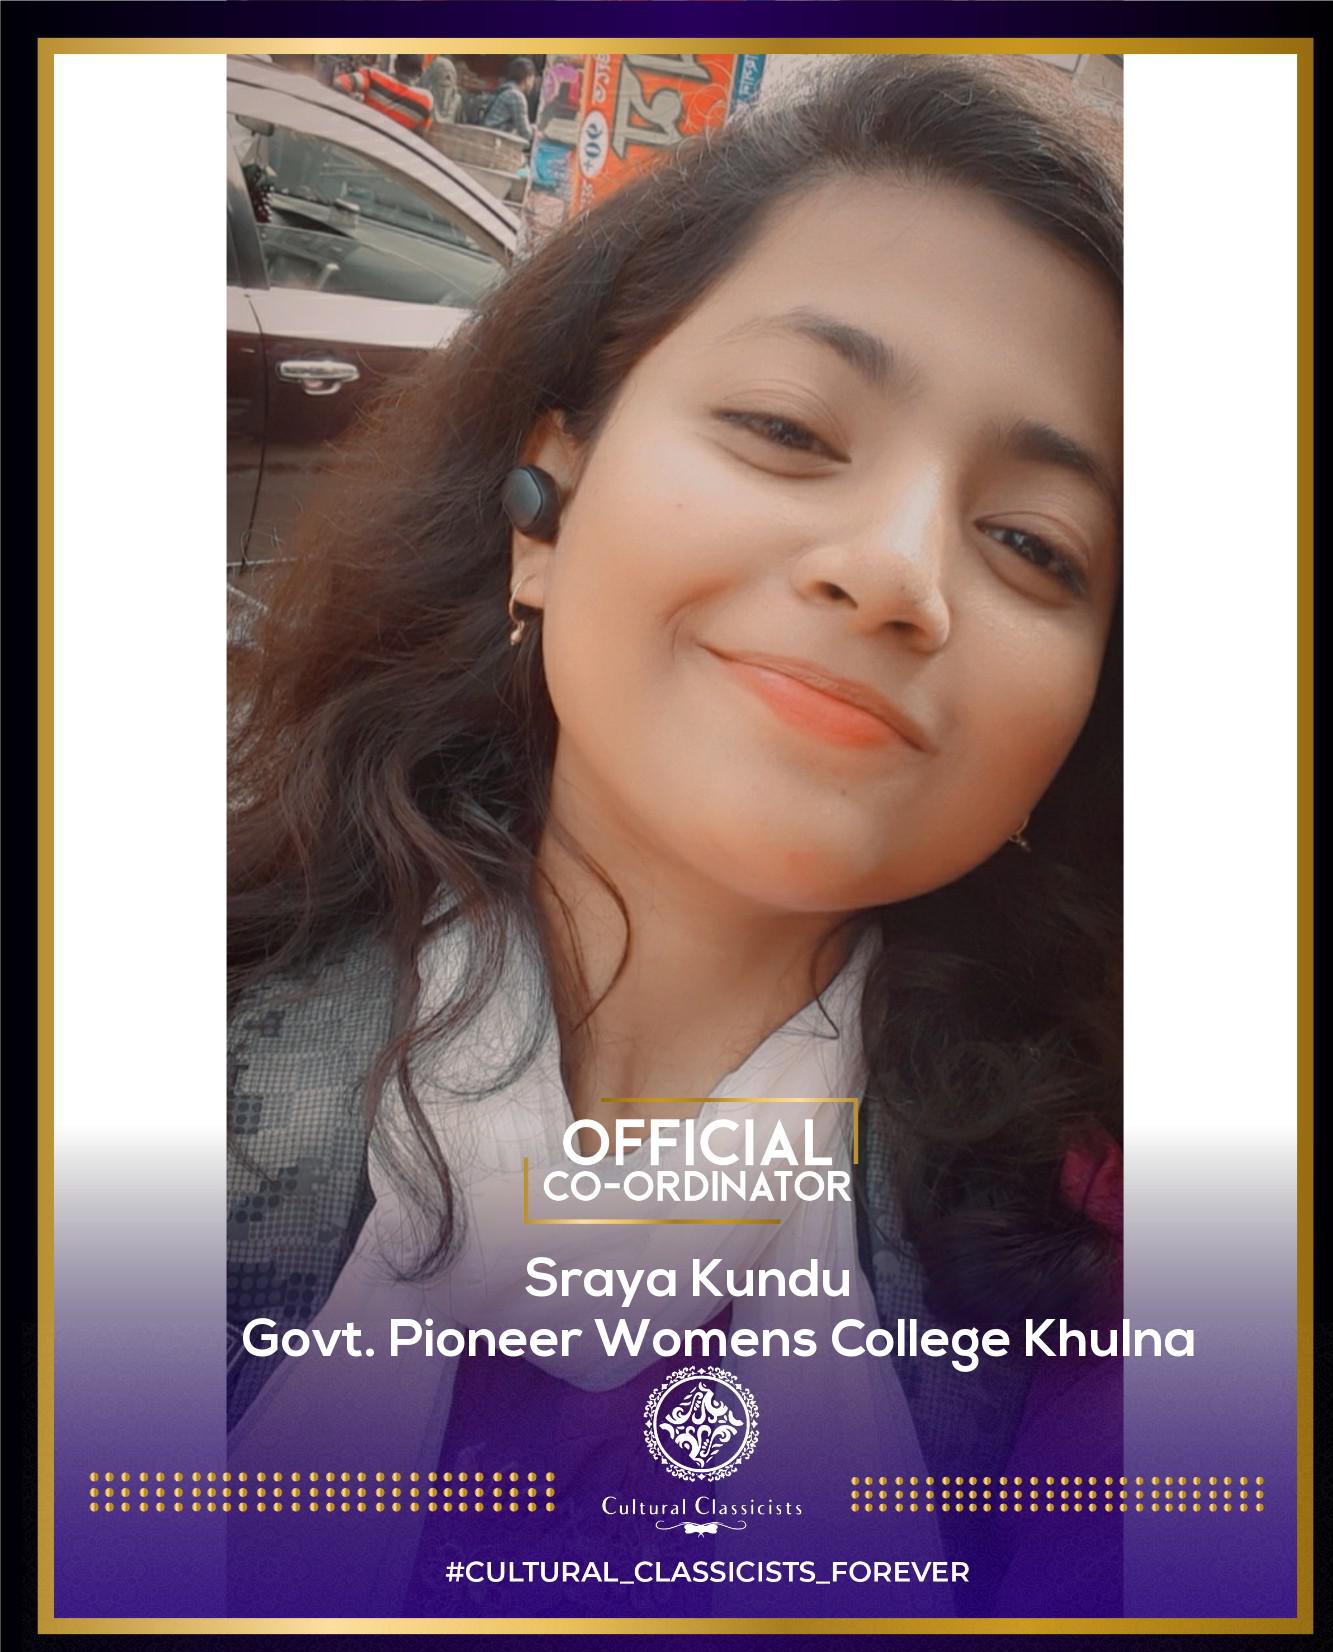 OFFICIAL
CO-ORDINATOR
Sraya Kundu
Govt. Pioneer Womens College Khulna
Cultural Classicists
#CULTURAL_CLASSICISTS_FOREVER